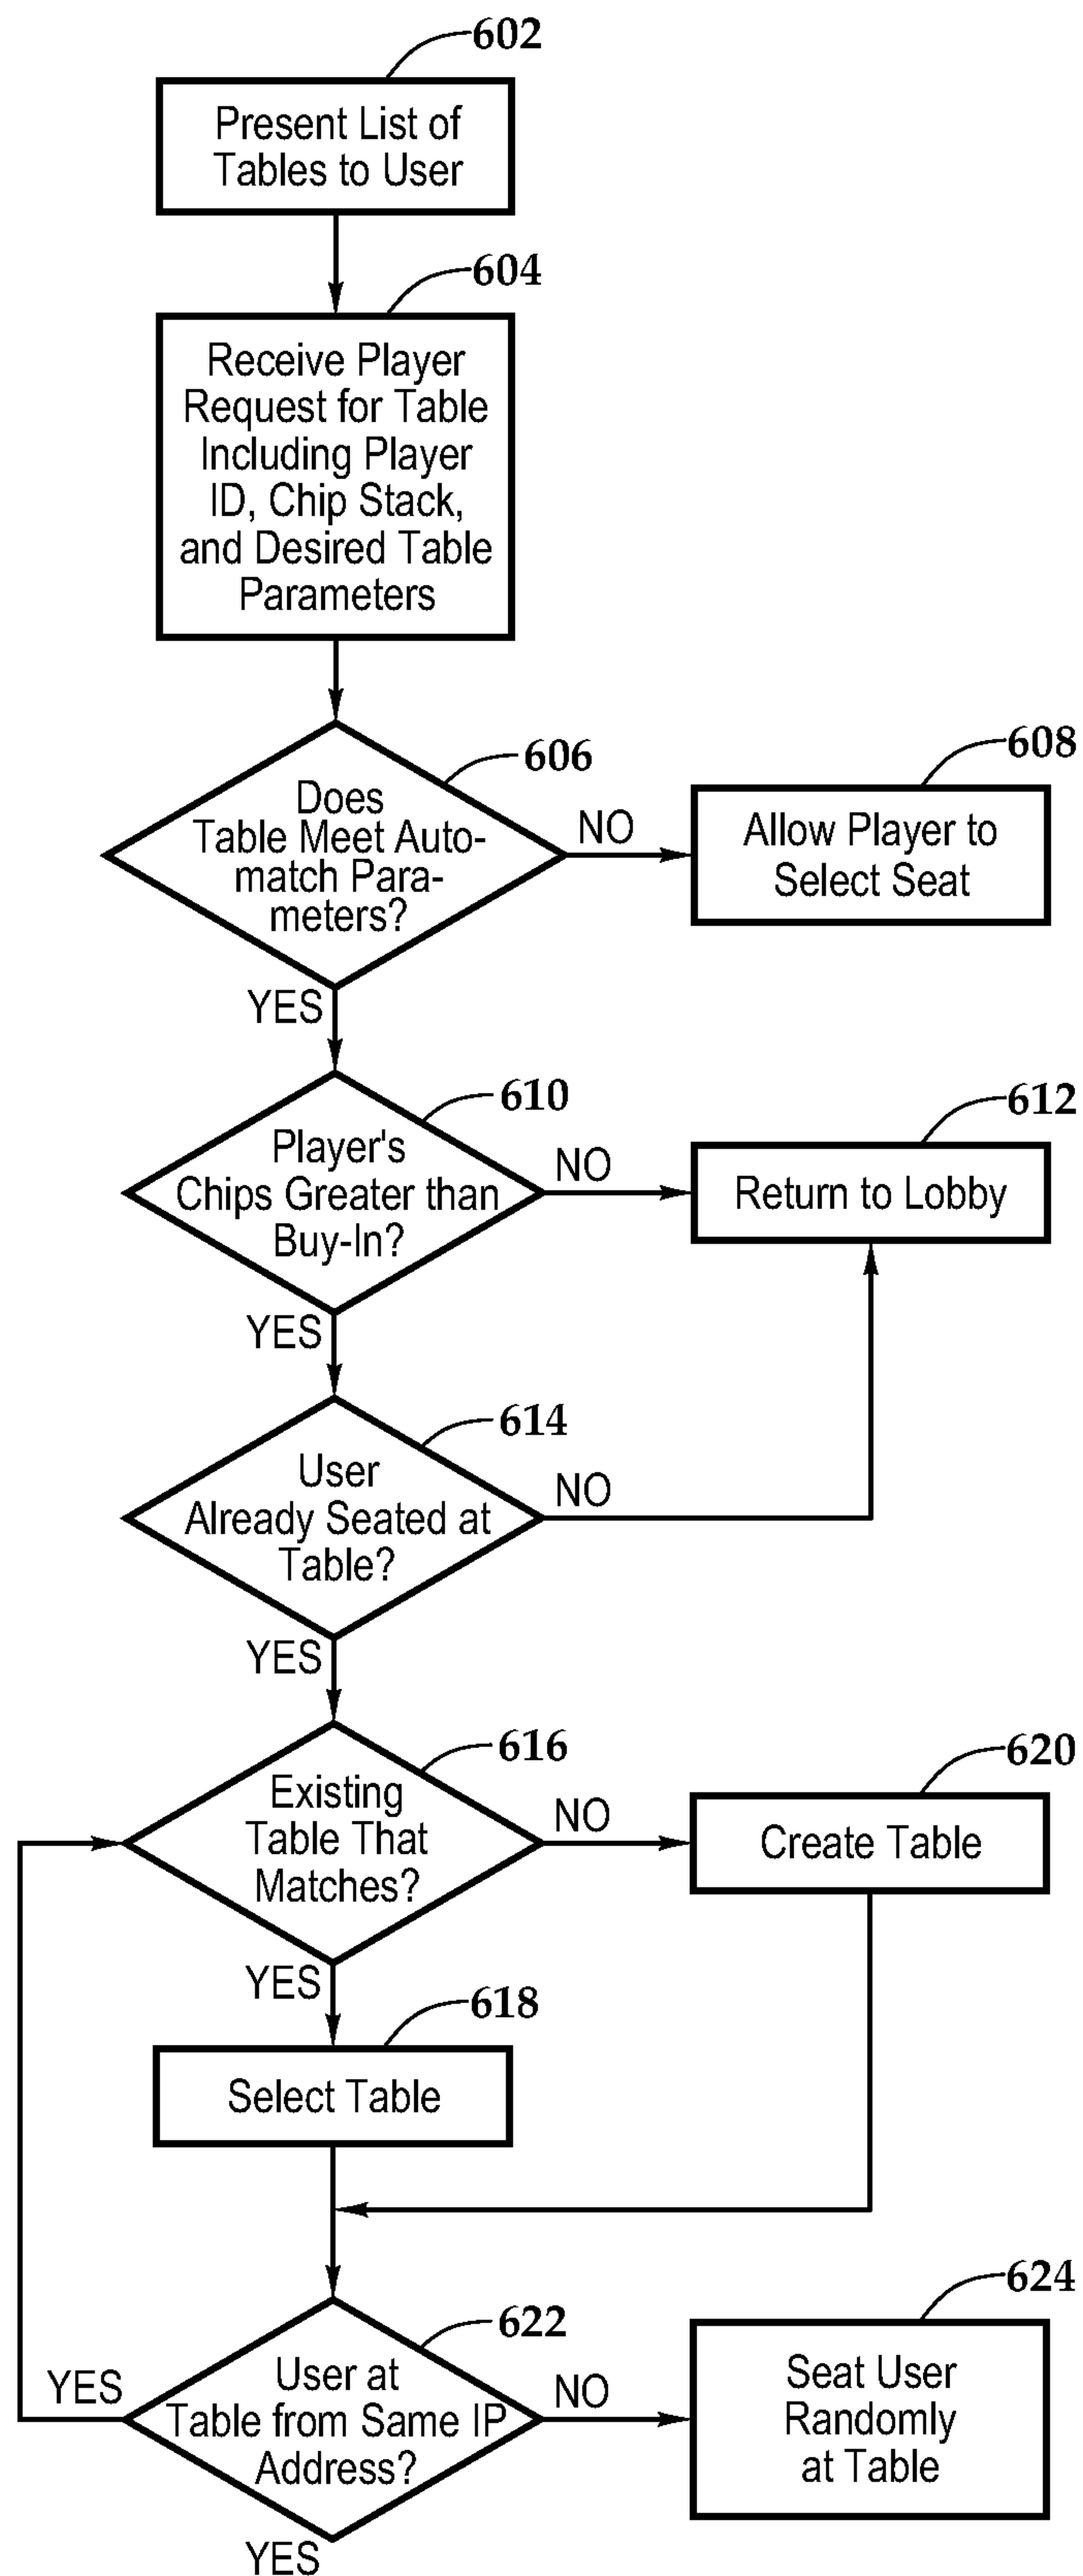 602
Present List of
Tables to User
604
Receive Player
Request for Table
Including Player
ID, Chip Stack,
and Desired Table
Parameters
606
Does
Table Meet Auto-
match Para-
meters?
NO
608
Allow Player to
Select Seat
YES
610
Player's
Chips Greater than
Buy-In?
NO
612
Return to Lobby
YES
614
User
Already Seated at
Table?
NO
YES
616
Existing
Table That
Matches?
NO
620
Create Table
YES
618
Select Table
622
User at
Table from Same IP
Address?
YES
NO
624
Seat User
Randomly
at Table
YES